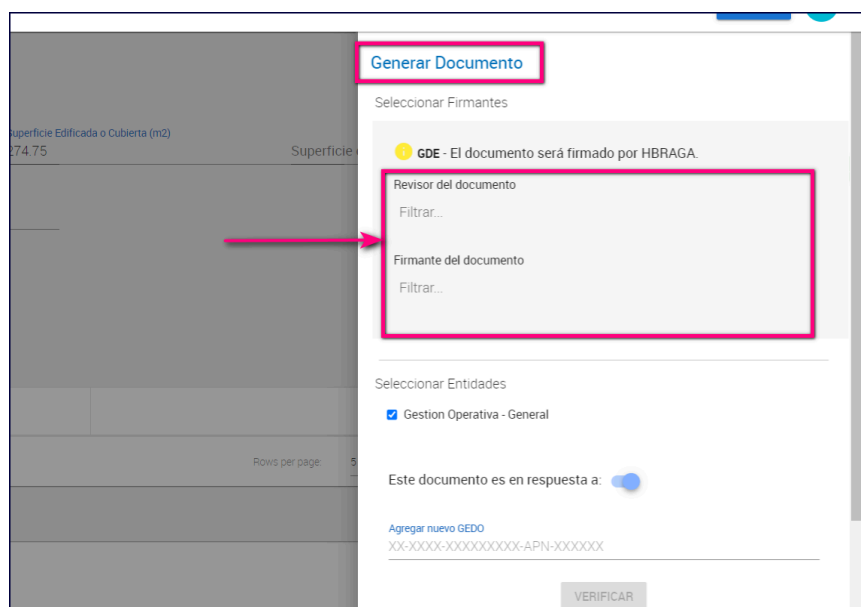 Generar Documento
Seleccionar Firmantes
Superficie Edificada o Cubierta (m2)
274.75
Superficie
GDE - El documento será firmado por HBRAGA.
Revisor del documento
Filtrar...
Firmante del documento
Filtrar...
Seleccionar Entidades
Gestion Operativa - General
Rows per page:
5
Este documento es en respuesta a:
Agregar nuevo GEDO
XX-XXXX-XXXXXXXXX-APN-XXXXXX
VERIFICAR